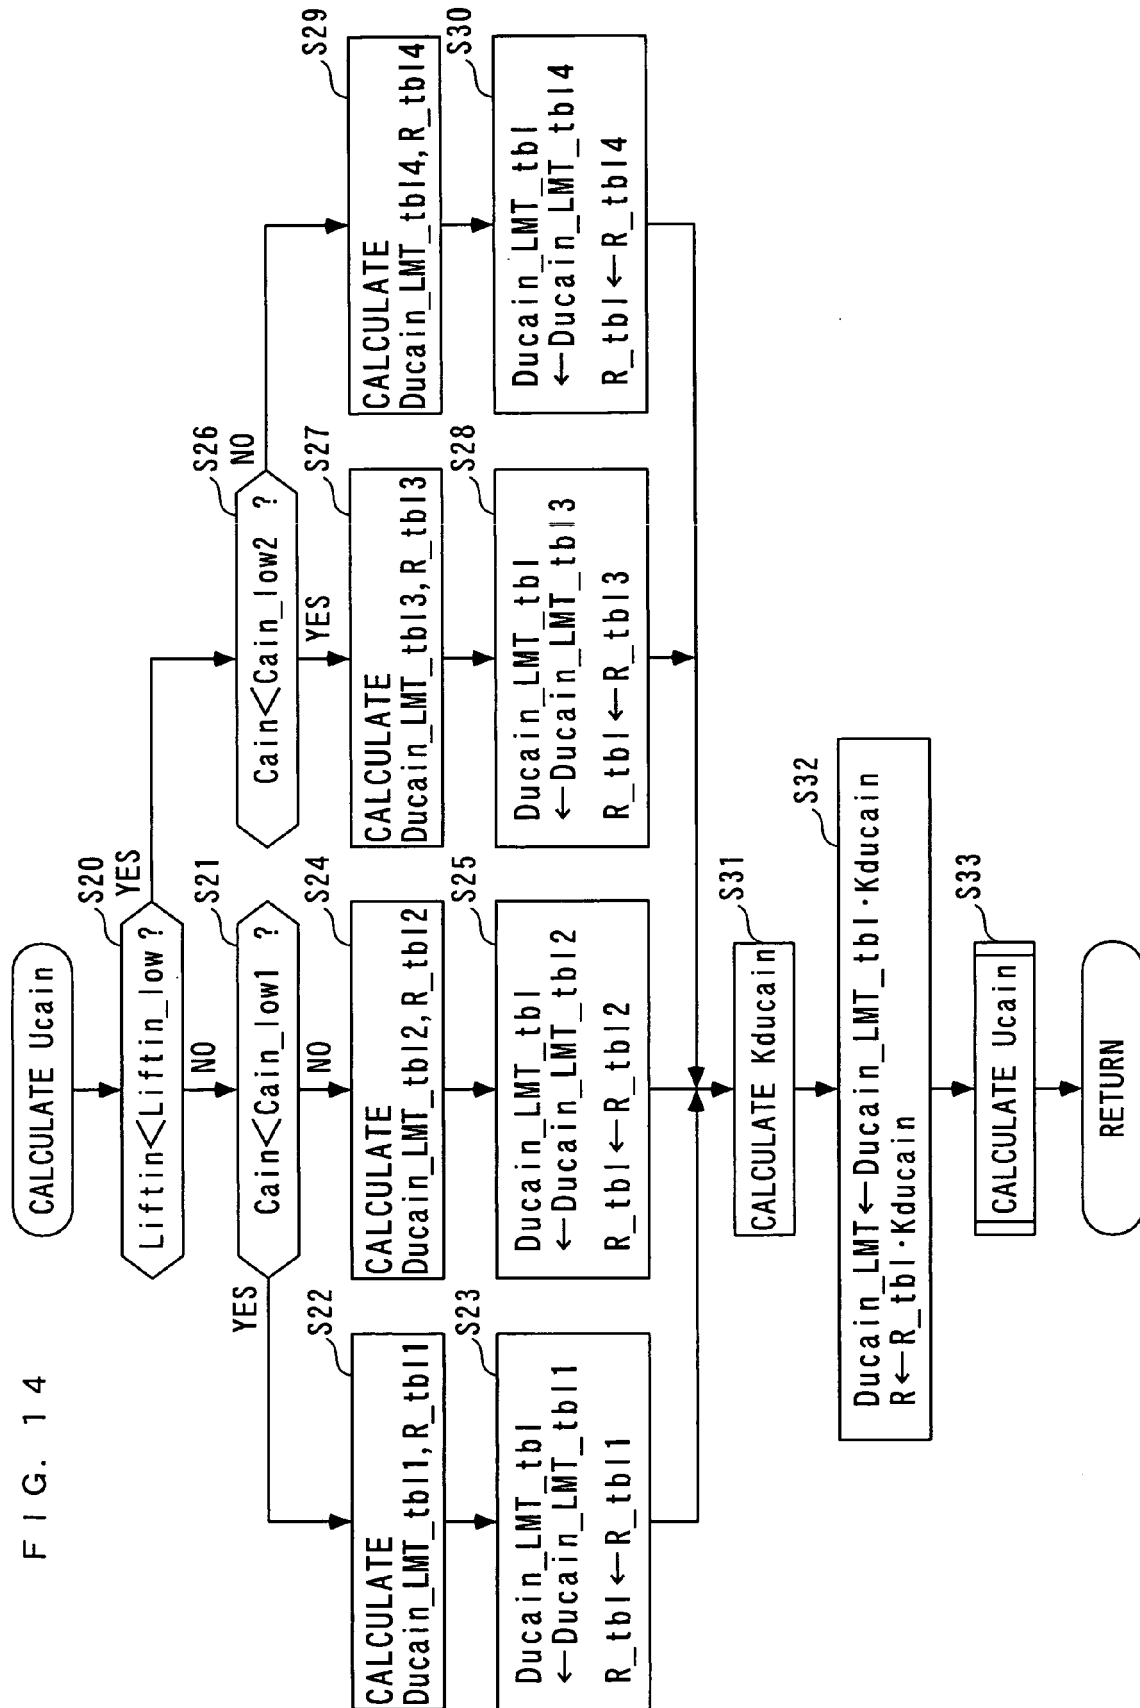 FIG. 14
CALCULATE Ucain
S20
Liftin<Liftin_low?
YES
NO
S21
Cain<Cain_low1 ?
YES
NO
S26
Cain<Cain_low2 ?
NO
YES
S22
CALCULATE
Ducain_LMT_tbl1,R_tbl1
S24
CALCULATE
Ducain_LMT_tbl2,R_tbl2
S27
CALCULATE
Ducain_LMT_tbl3,R_tbl3
S29
CALCULATE
Ducain_LMT_tbl4,R_tbl4
S23
Ducain_LMT_tbl
←Ducain_LMT_tbl1
R_tbl←R_tbl1
S25
Ducain_LMT_tbl
←Ducain_LMT_tbl2
R_tbl←R_tbl2
S28
Ducain_LMT_tbl
←Ducain_LMT_tbl3
R_tbl←R_tbl3
S30
Ducain_LMT_tbl
←Ducain_LMT_tbl4
R_tbl←R_tbl4
S31
CALCULATE Kducain
S32
Ducain_LMT←Ducain_LMT_tbl·Kducain
R←R_tbl·Kducain
S33
CALCULATE Ucain
RETURN